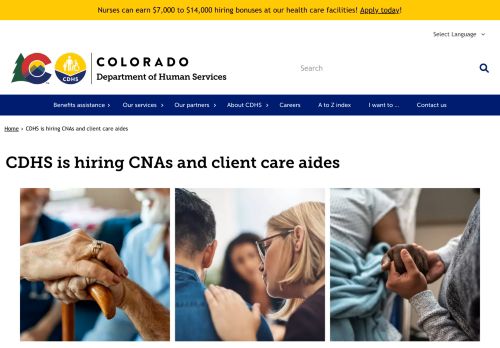 Nurses can earn $7,000 to $14,000 hiring bonuses at our health care facilities! Apply today!
Select Language
COLORADO
Department of Human Services
CDHS
Search
Benefits assistance
Our services
Our partners
About CDHS
Careers
A to Z index
I want to ...
Contact us
Home › CDHS is hiring CNAs and client care aides
CDHS is hiring CNAs and client care aides